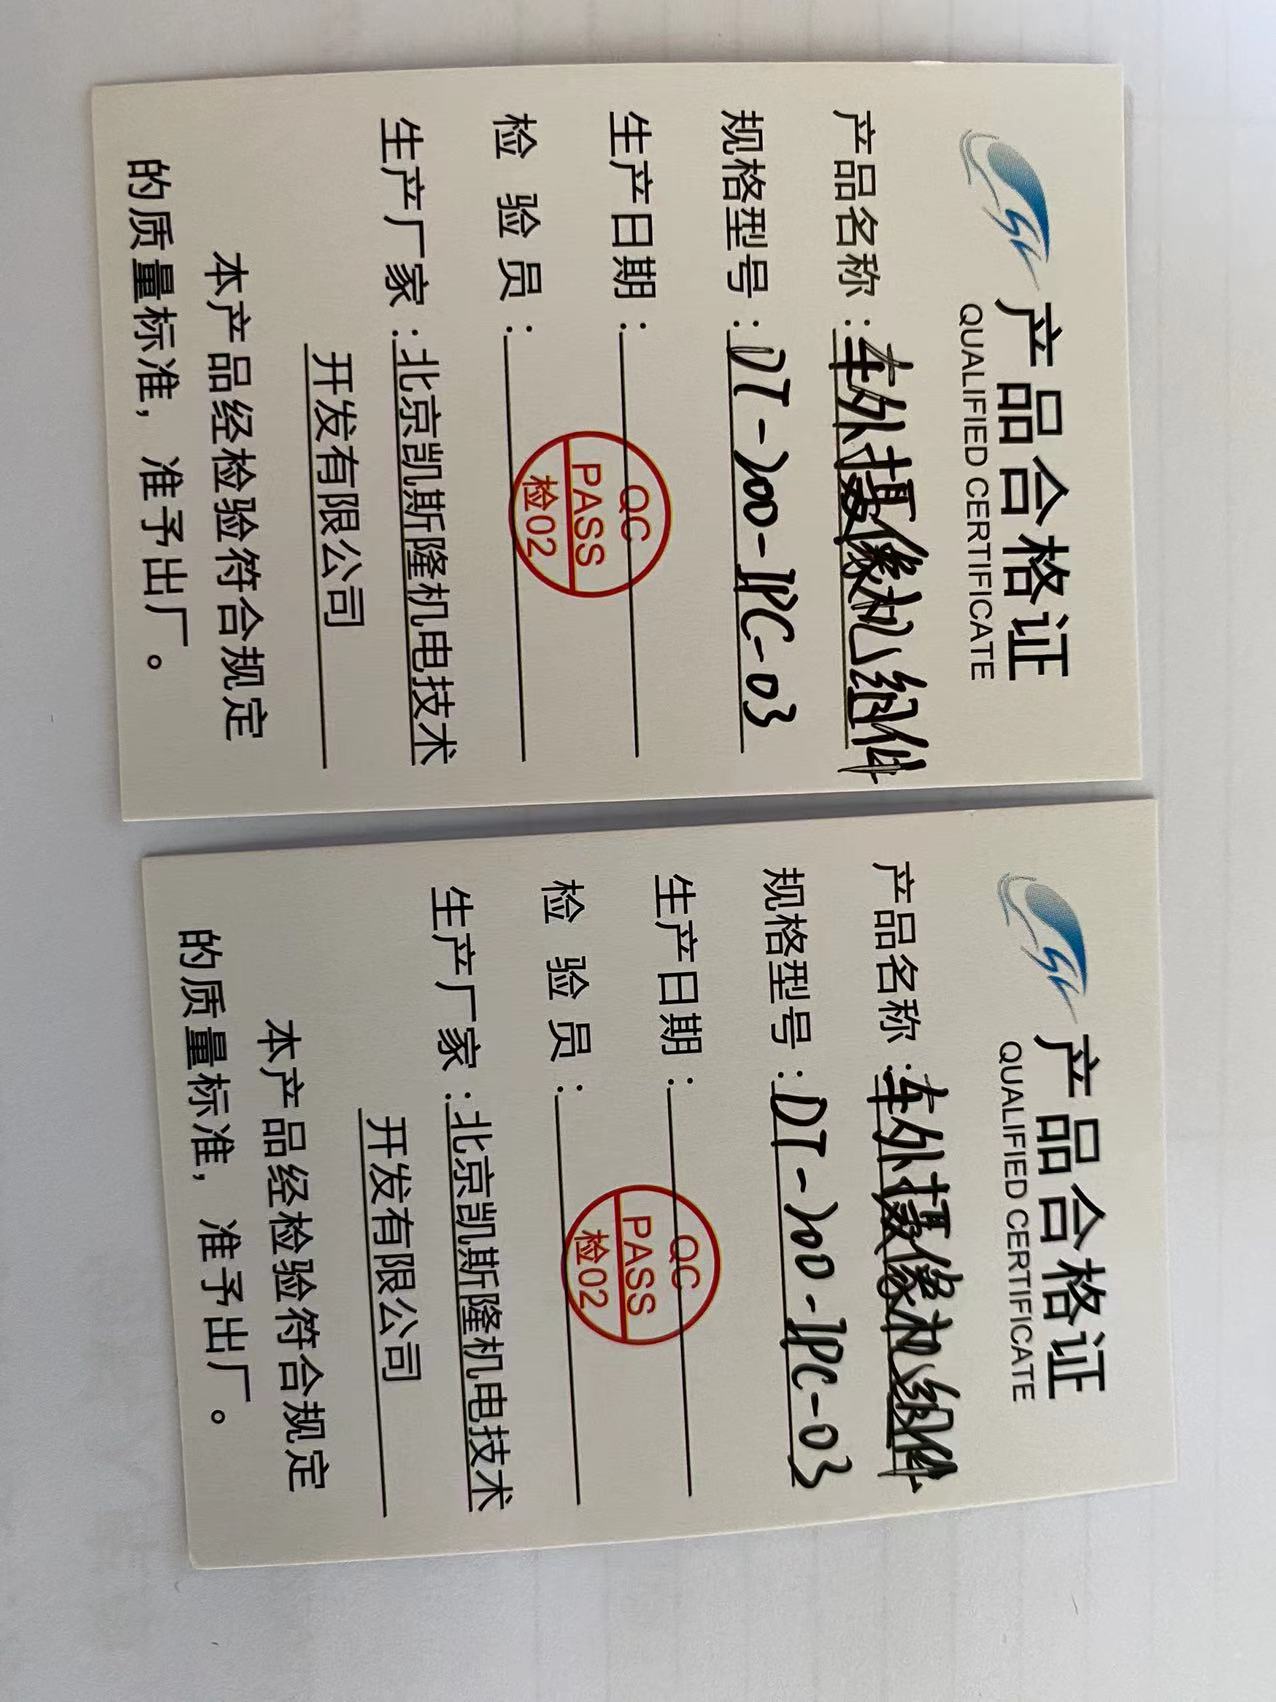 产品合格证
QUALIFIED CERTIFICATE
产品名称：车外摄像机组件
规格型号：DT-200-IPC-03
生产日期：
检 验 员：
QC
PASS
检02
生产厂家：北京凯斯隆机电技术
开发有限公司
本产品经检验符合规定
的质量标准，准予出厂。
产品合格证
QUALIFIED CERTIFICATE
产品名称：车外摄像机组件
规格型号：DT-200-IPC-03
生产日期：
检 验 员：
QC
PASS
检02
生产厂家：北京凯斯隆机电技术
开发有限公司
本产品经检验符合规定
的质量标准，准予出厂。